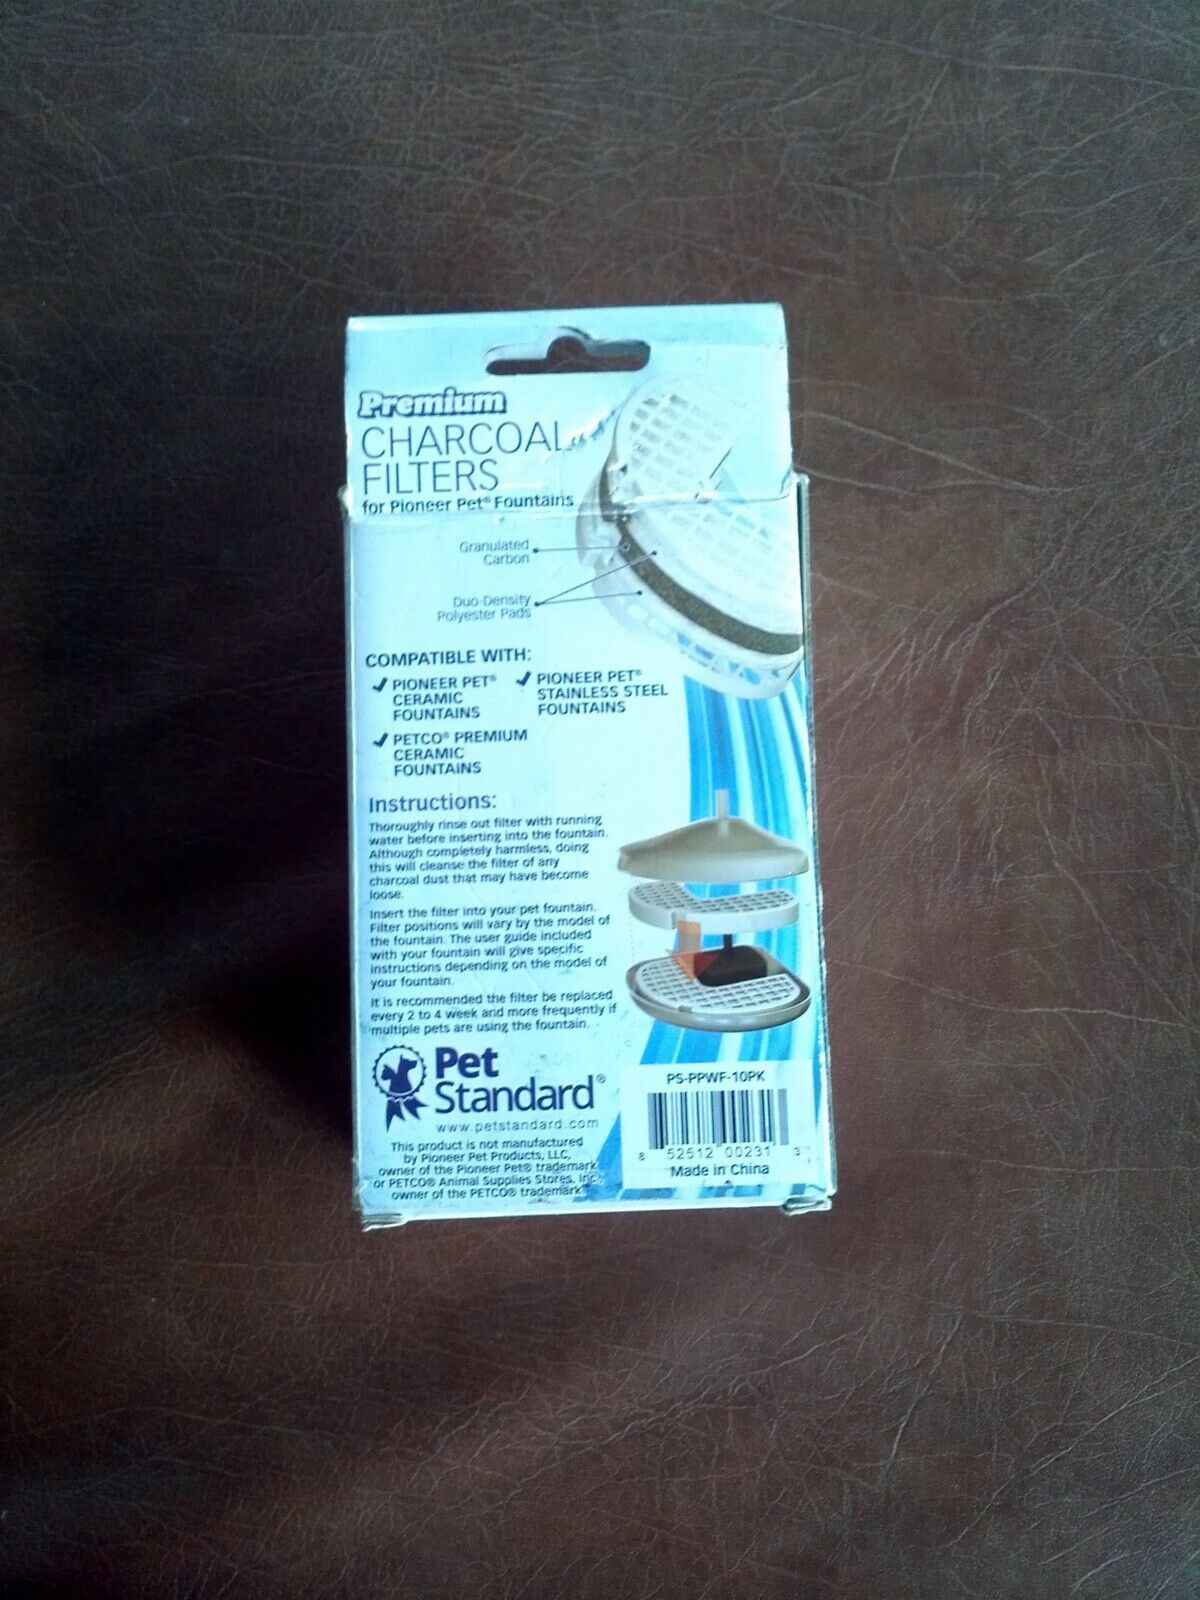 Premium
CHARCOAL
FILTERS
for Pioneer Pet® Fountains
Granulated
Carbon
Duo-Density
Polyester Pads
COMPATIBLE WITH:
PIONEER PET®
CERAMIC
FOUNTAINS
PIONEER PET®
STAINLESS STEEL
FOUNTAINS
PETCO® PREMIUM
CERAMIC
FOUNTAINS
Instructions:
Thoroughly rinse out filter with running
water before inserting into the fountain.
Although completely harmless, doing
this will cleanse the filter of any
charcoal dust that may have become
loose.
Insert the filter into your pet fountain.
Filter positions will vary by the model of
the fountain. The user guide included
with your fountain will give specific
instructions depending on the model of
your fountain.
It is recommended the filter be replaced
every 2 to 4 week and more frequently if
multiple pets are using the fountain.
Pet
Standard®
www.petstandard.com
This product is not manufactured
by Pioneer Pet Products, LLC,
owner of the Pioneer Pet® trademark
or PETCO® Animal Supplies Stores, Inc.,
owner of the PETCO® trademark.
PS-PPWF-10PK
8 52512 00231 3
Made in China